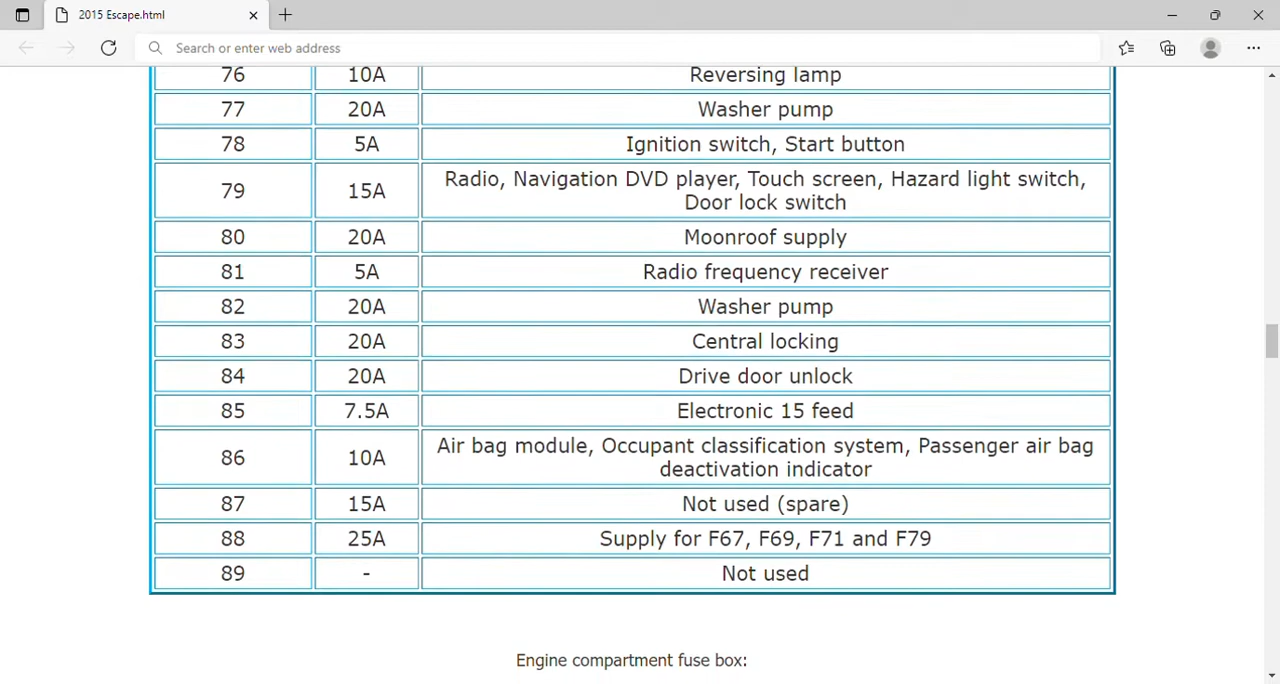 2015 Escape.html
Search or enter web address
76 10A Reversing lamp
77 20A Washer pump
78 5A Ignition switch, Start button
79 15A Radio, Navigation DVD player, Touch screen, Hazard light switch,
Door lock switch
80 20A Moonroof supply
81 5A Radio frequency receiver
82 20A Washer pump
83 20A Central locking
84 20A Drive door unlock
85 7.5A Electronic 15 feed
86 10A Air bag module, Occupant classification system, Passenger air bag
deactivation indicator
87 15A Not used (spare)
88 25A Supply for F67, F69, F71 and F79
89 - Not used
Engine compartment fuse box: